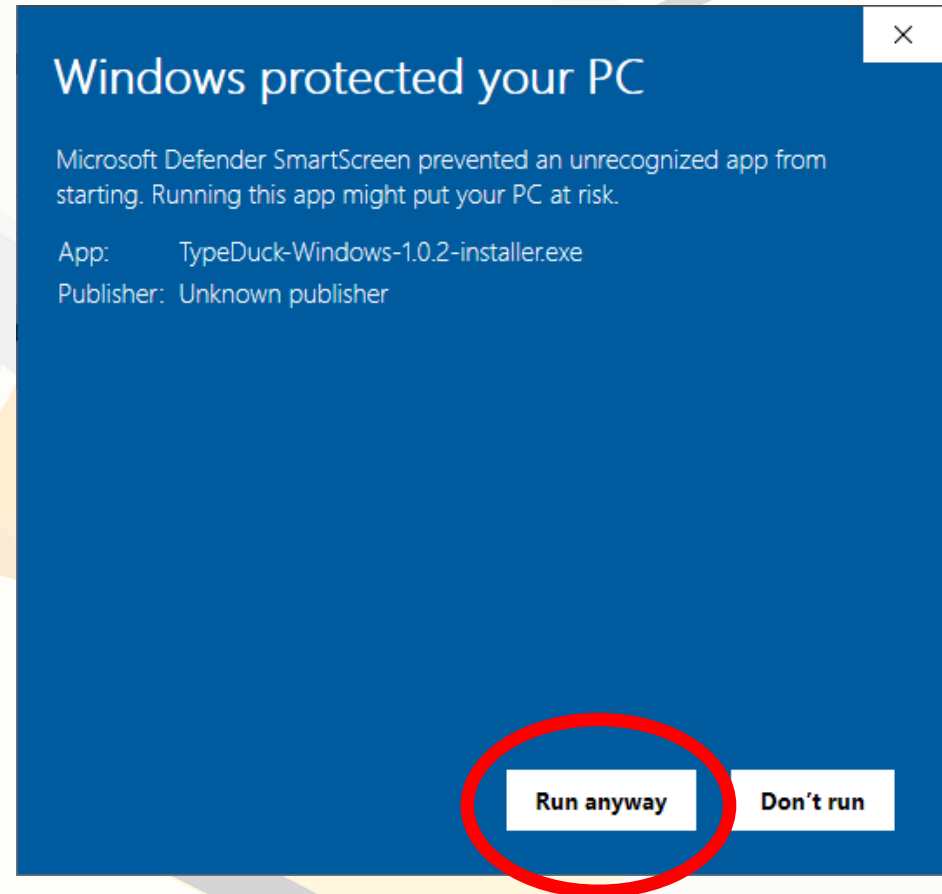 Windows protected your PC
Microsoft Defender SmartScreen prevented an unrecognized app from
starting. Running this app might put your PC at risk.
App: TypeDuck-Windows-1.0.2-installer.exe
Publisher: Unknown publisher
Run anyway Don't run